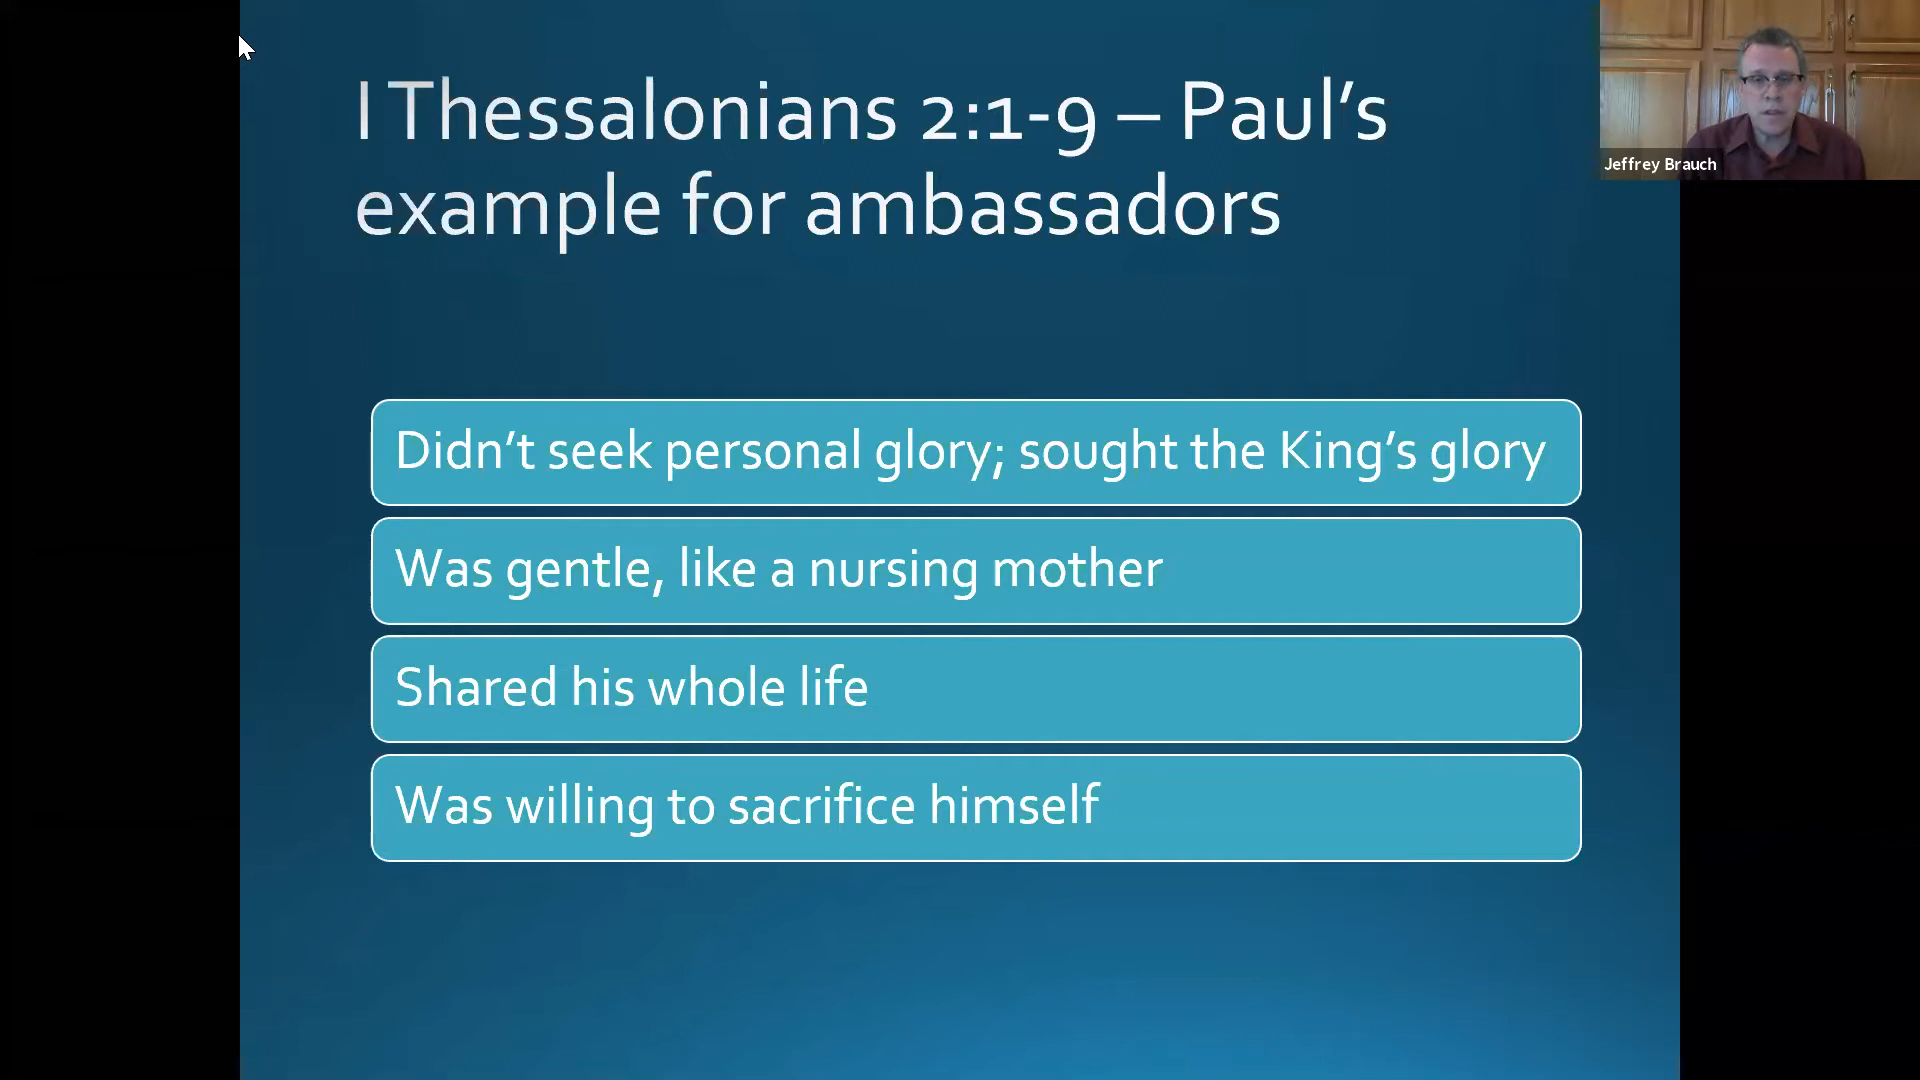 I Thessalonians 2:1-9 – Paul’s
example for ambassadors
Jeffrey Brauch
Didn’t seek personal glory; sought the King’s glory
Was gentle, like a nursing mother
Shared his whole life
Was willing to sacrifice himself